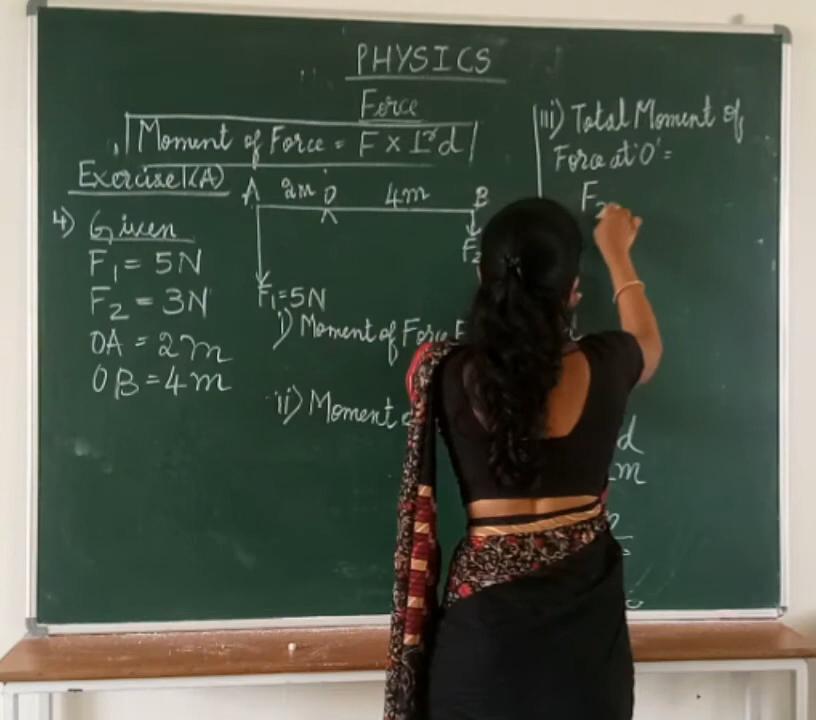 PHYSICS
Force
Moment of Force = F × ⊥ʳ d
Exercise 1(A)
A 2m O 4m B
4) Given
F₁ = 5N
F₂ = 3N
OA = 2m
OB = 4m
F₂
F₁=5N
i) Moment of Force F
ii) Moment
iii) Total Moment of
Force at 'O' =
F₂
d
m